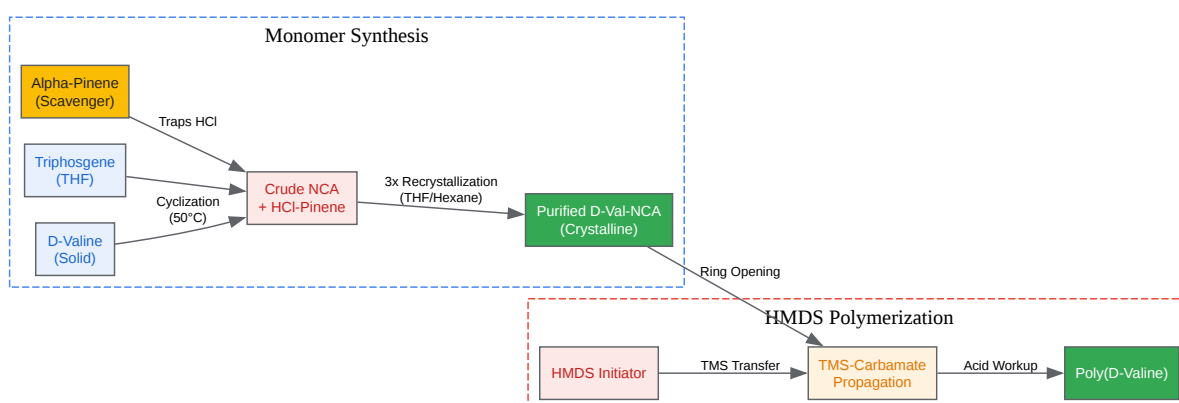 Monomer Synthesis
Alpha-Pinene
(Scavenger)
Traps HCl
Triphosgene
(THF)
Cyclization
(50°C)
D-Valine
(Solid)
Crude NCA
+ HCl-Pinene
3x Recrystallization
(THF/Hexane)
Purified D-Val-NCA
(Crystalline)
Ring Opening
HMDS Polymerization
HMDS Initiator
TMS Transfer
TMS-Carbamate
Propagation
Acid Workup
Poly(D-Valine)